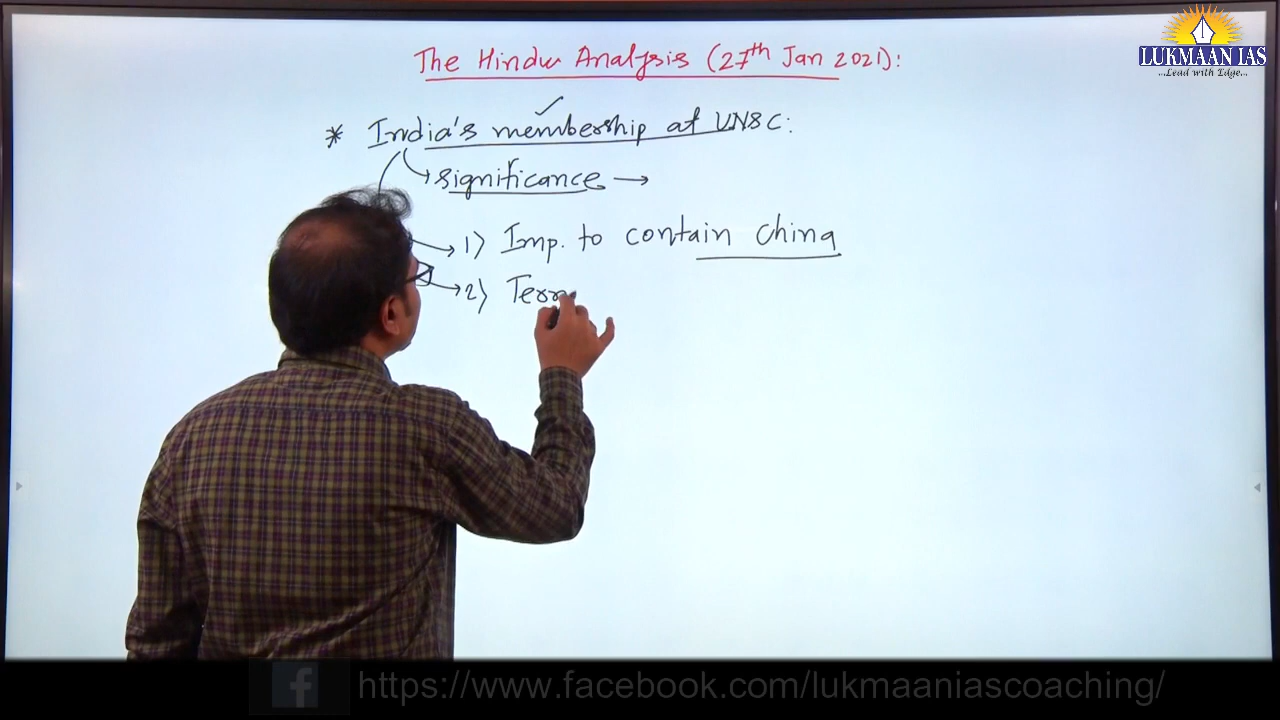 The Hindu Analysis (27th Jan 2021):
LUKMAAN IAS
...Lead with Edge...
* India's membership at UNSC:
significance →
1) Imp. to contain China
2) Terr
https://www.facebook.com/lukmaaniascoaching/